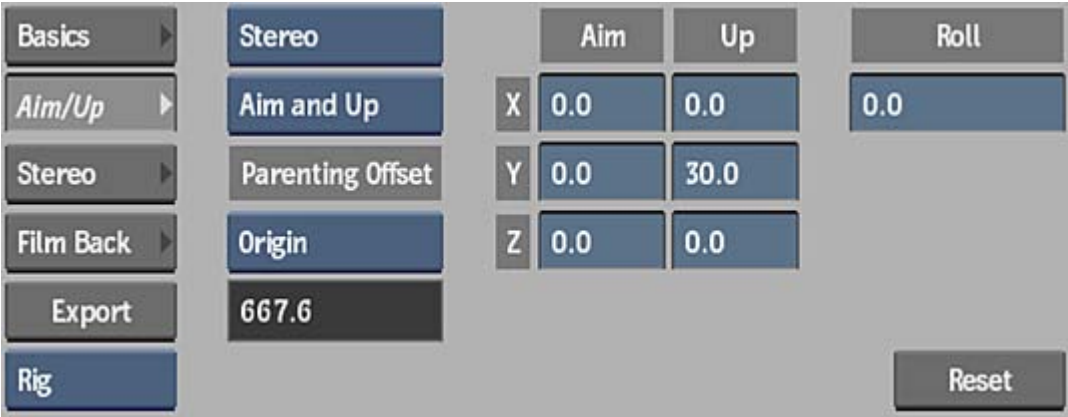 Basics Stereo Aim Up Roll
Aim/Up Aim and Up X 0.0 0.0 0.0
Stereo Parenting Offset Y 0.0 30.0
Film Back Origin Z 0.0 0.0
Export 667.6
Rig Reset